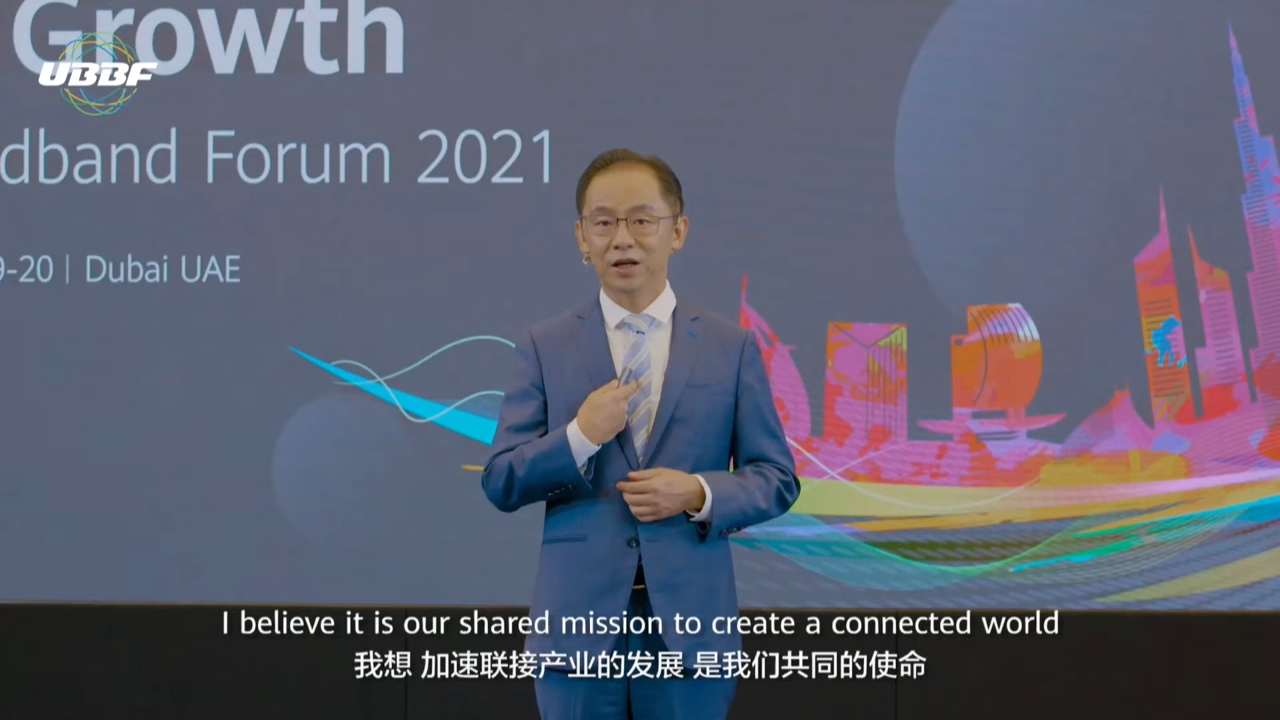 Growth
UBBF
dband Forum 2021
9-20 | Dubai UAE
I believe it is our shared mission to create a connected world
我想 加速联接产业的发展 是我们共同的使命